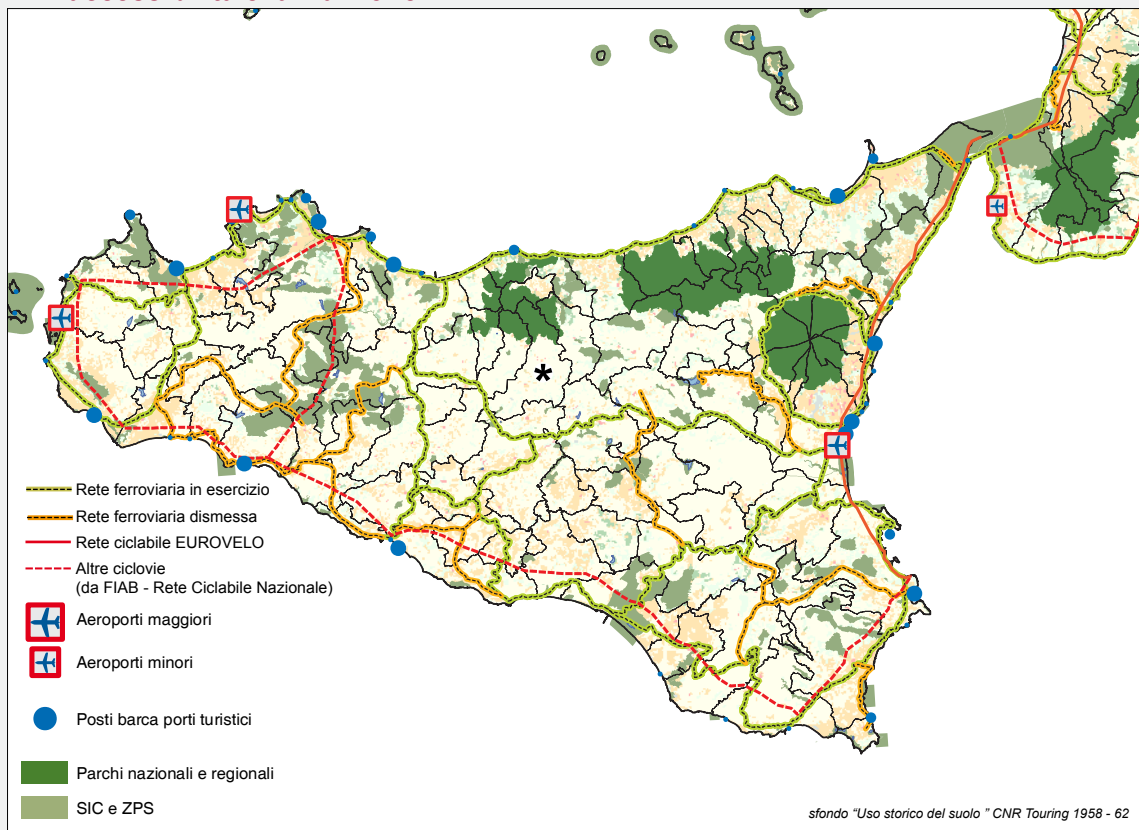 Rete ferroviaria in esercizio
Rete ferroviaria dismessa
Rete ciclabile EUROVELO
Altre ciclovie
(da FIAB - Rete Ciclabile Nazionale)
Aeroporti maggiori
Aeroporti minori
Posti barca porti turistici
Parchi nazionali e regionali
SIC e ZPS
*
sfondo "Uso storico del suolo " CNR Touring 1958 - 62